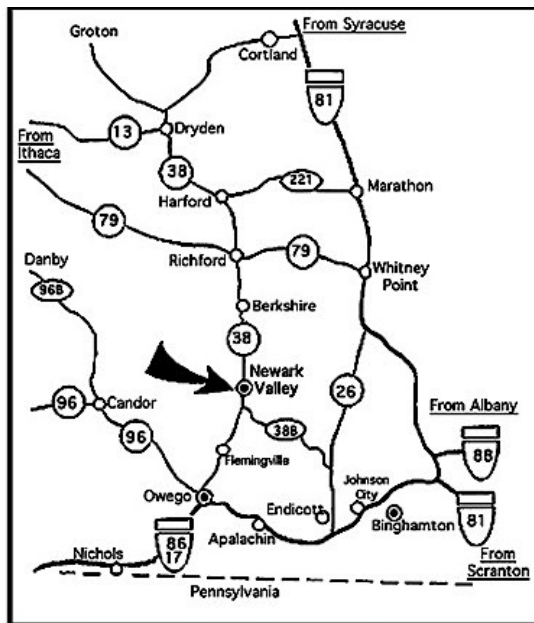 From Syracuse
Groton
Cortland
81
13
Dryden
From
Ithaca
38
221
Marathon
Harford
79
79
Richford
Whitney
Point
Danby
96B
Berkshire
38
Newark
Valley
26
96
Candor
From Albany
96
38B
Flemingville
88
Johnson
City
Owego
Endicott
Binghamton
81
Apalachin
86
17
From
Scranton
Nichols
Pennsylvania